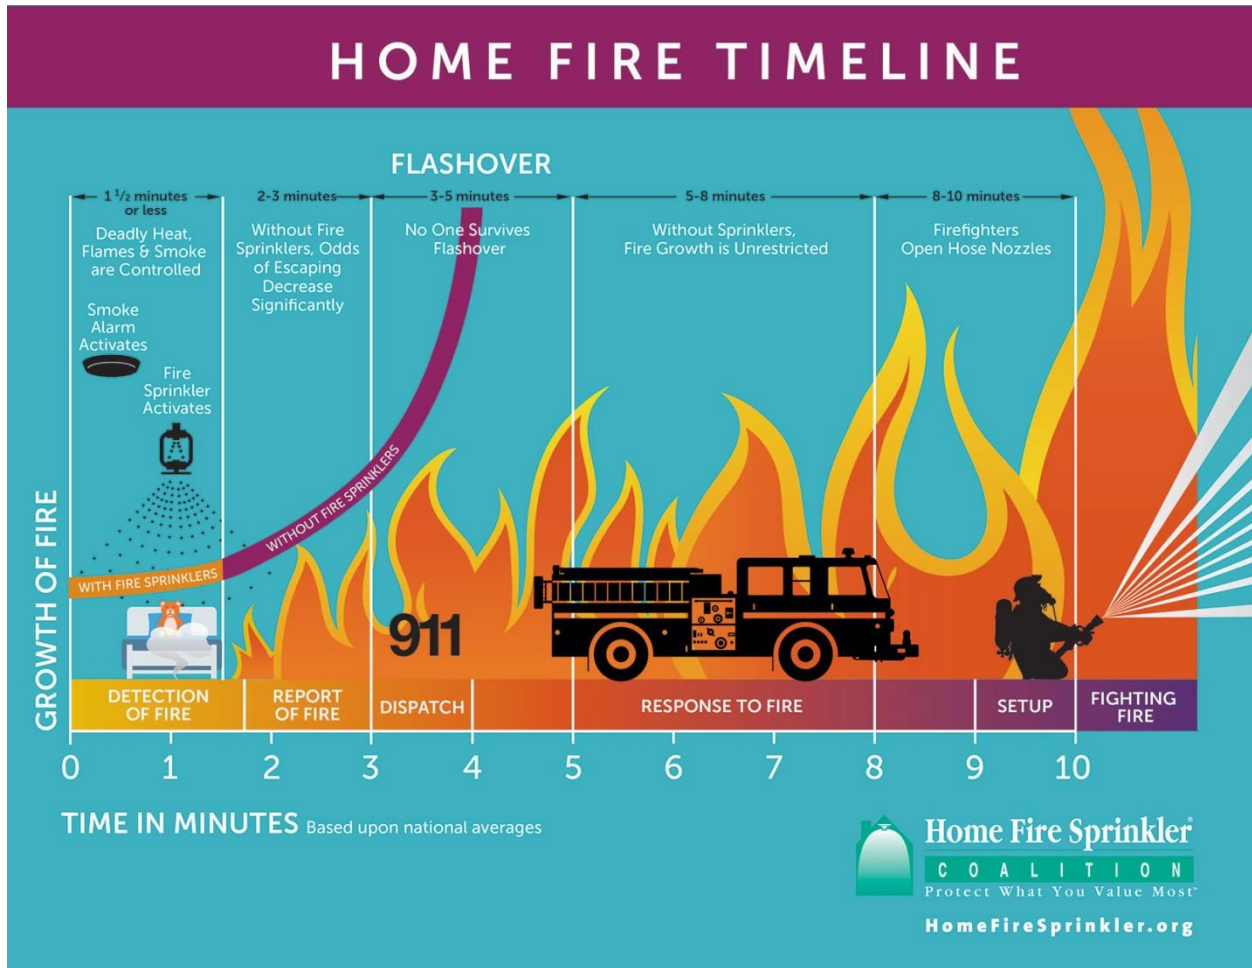 HOME FIRE TIMELINE
FLASHOVER
1 1/2 minutes
or less
Deadly Heat,
Flames & Smoke
are Controlled
2-3 minutes
Without Fire
Sprinklers, Odds
of Escaping
Decrease
Significantly
3-5 minutes
No One Survives
Flashover
5-8 minutes
Without Sprinklers,
Fire Growth is Unrestricted
8-10 minutes
Firefighters
Open Hose Nozzles
Smoke
Alarm
Activates
Fire
Sprinkler
Activates
WITH FIRE SPRINKLERS
WITHOUT FIRE SPRINKLERS
911
GROWTH OF FIRE
DETECTION
OF FIRE
REPORT
OF FIRE
DISPATCH
RESPONSE TO FIRE
SETUP
FIGHTING
FIRE
0 1 2 3 4 5 6 7 8 9 10
TIME IN MINUTES Based upon national averages
Home Fire Sprinkler®
COALITION
Protect What You Value Most™
HomeFireSprinkler.org